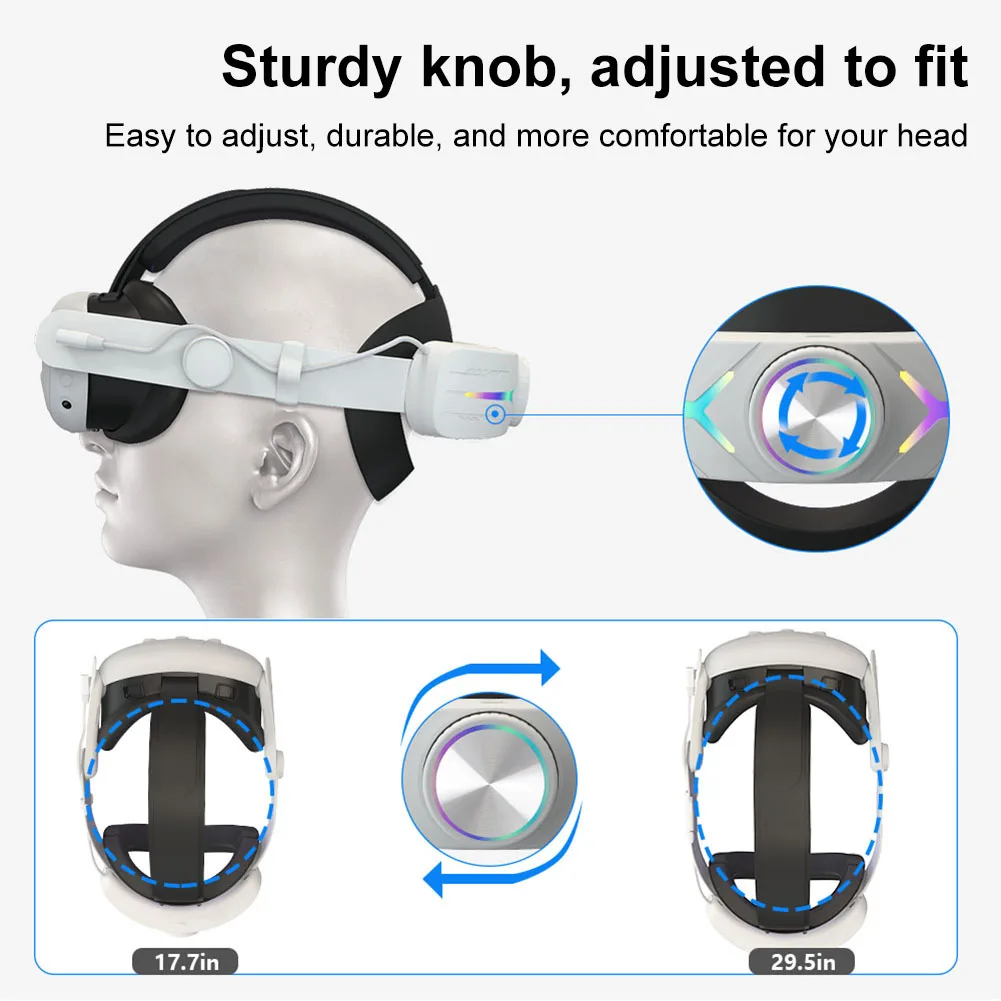 Sturdy knob, adjusted to fit
Easy to adjust, durable, and more comfortable for your head
17.7in
29.5in